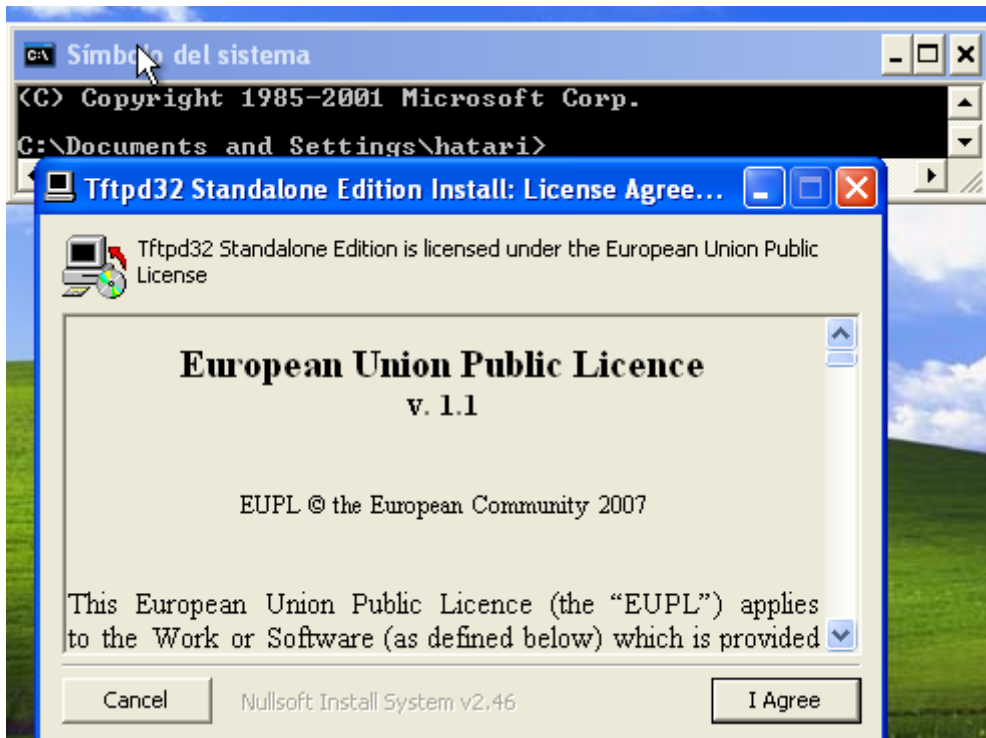 Símbolo del sistema
(C) Copyright 1985-2001 Microsoft Corp.
C:\Documents and Settings\hatari>
Tftpd32 Standalone Edition Install: License Agree...
Tftpd32 Standalone Edition is licensed under the European Union Public
License
European Union Public Licence
v. 1.1
EUPL © the European Community 2007
This European Union Public Licence (the “EUPL”) applies
to the Work or Software (as defined below) which is provided
Cancel
Nullsoft Install System v2.46
I Agree